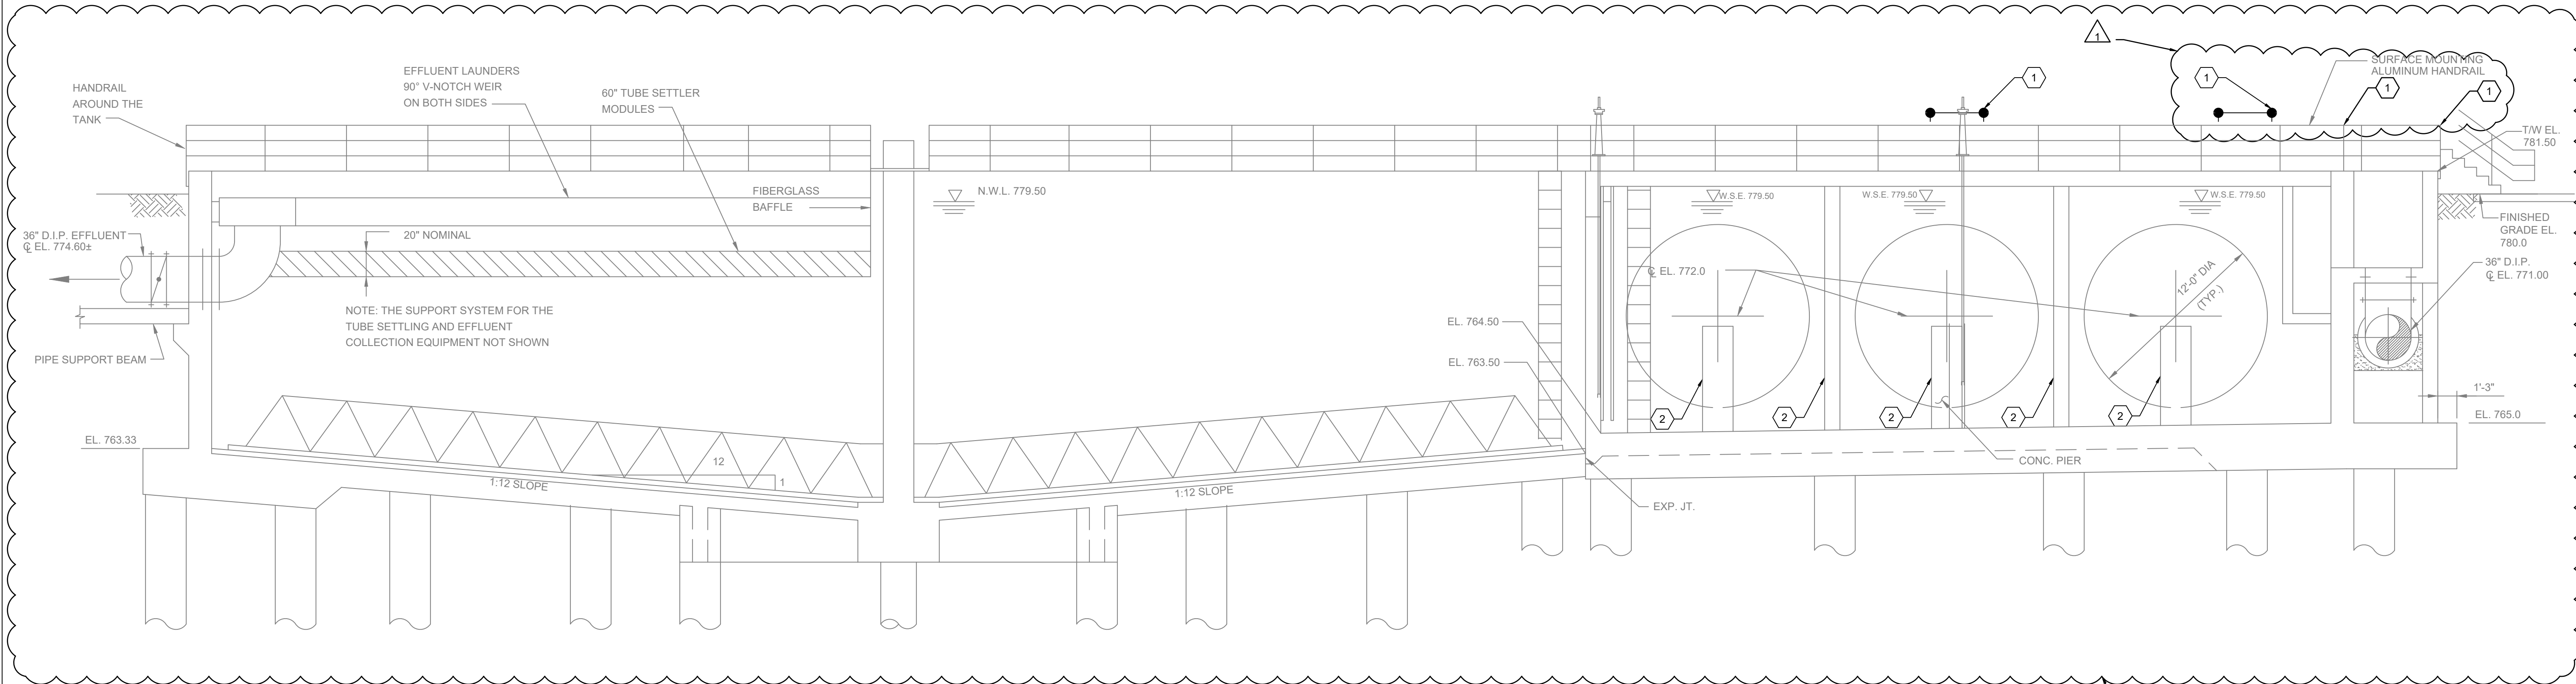 HANDRAIL
AROUND THE
TANK
EFFLUENT LAUNDERS
90° V-NOTCH WEIR
ON BOTH SIDES
60" TUBE SETTLER
MODULES
1
1
1
SURFACE MOUNTING
ALUMINUM HANDRAIL
1
1
T/W EL.
781.50
FIBERGLASS
BAFFLE
N.W.L. 779.50
W.S.E. 779.50
W.S.E. 779.50
W.S.E. 779.50
36" D.I.P. EFFLUENT
℄ EL. 774.60±
20" NOMINAL
FINISHED
GRADE EL.
780.0
℄ EL. 772.0
12'-0" DIA
(TYP.)
36" D.I.P.
℄ EL. 771.00
NOTE: THE SUPPORT SYSTEM FOR THE
TUBE SETTLING AND EFFLUENT
COLLECTION EQUIPMENT NOT SHOWN
PIPE SUPPORT BEAM
EL. 764.50
EL. 763.50
1'-3"
2
2
2
2
2
EL. 765.0
EL. 763.33
12
1
1:12 SLOPE
1:12 SLOPE
CONC. PIER
EXP. JT.